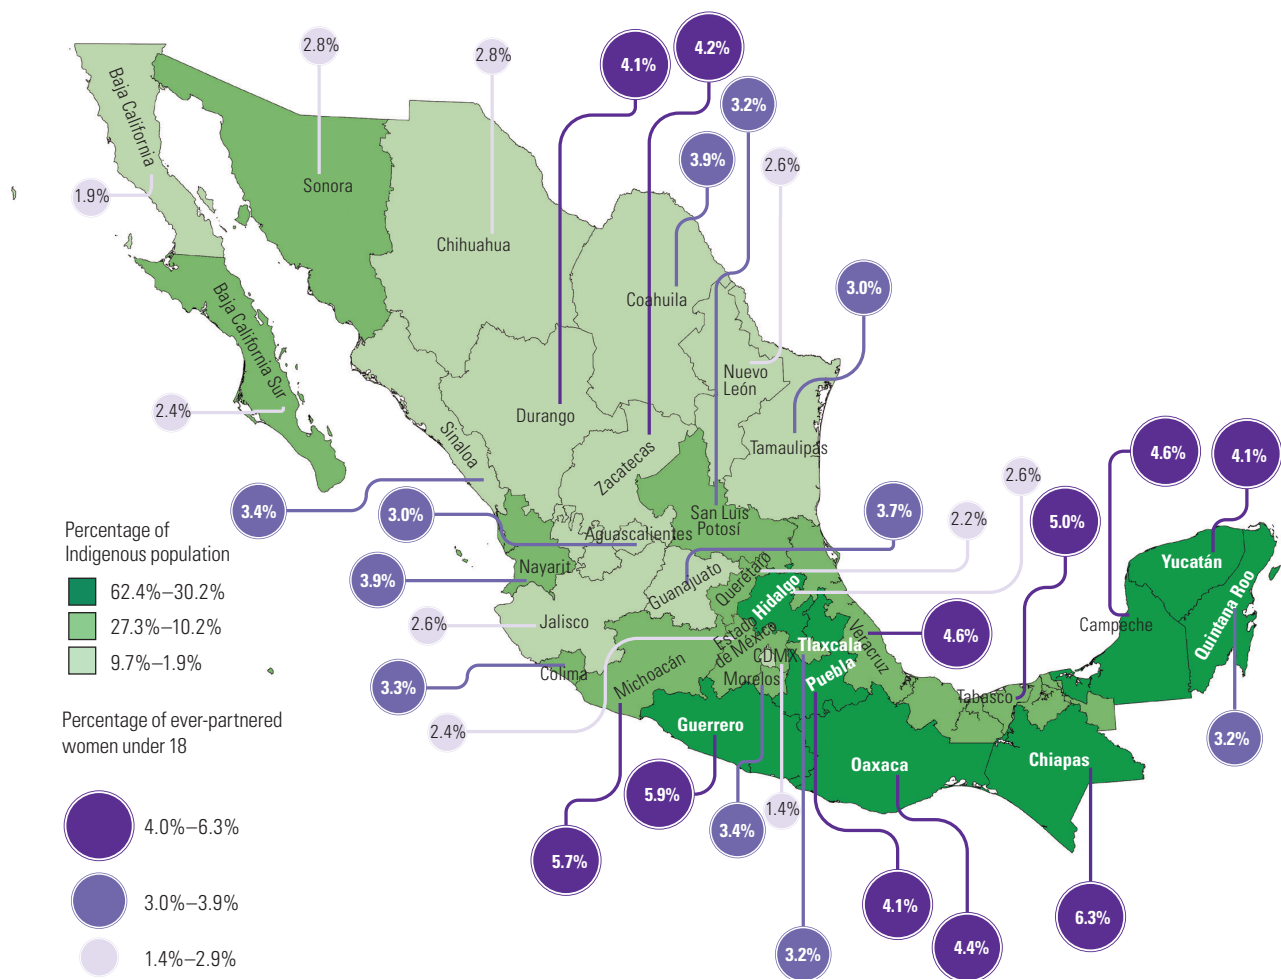 4.2%
2.8%
2.8%
4.1%
3.2%
Baja California
3.9%
2.6%
1.9%
Sonora
Chihuahua
Coahuila
3.0%
Baja California Sur
Nuevo
León
2.4%
Durango
Sinaloa
Zacatecas
Tamaulipas
4.6%
4.1%
2.6%
3.4%
3.0%
San Luis
Potosí
3.7%
2.2%
5.0%
Percentage of
Indigenous population
62.4%–30.2%
27.3%–10.2%
9.7%–1.9%
Aguascalientes
Nayarit
3.9%
Guanajuato
Querétaro
Hidalgo
Yucatán
Quintana Roo
Campeche
2.6%
Jalisco
Estado
de México
Tlaxcala
Veracruz
4.6%
CDMX
Puebla
Morelos
Michoacán
Colima
3.3%
Tabasco
Percentage of ever-partnered
women under 18
2.4%
Guerrero
Oaxaca
Chiapas
3.2%
4.0%–6.3%
5.9%
1.4%
3.4%
5.7%
3.0%–3.9%
4.1%
6.3%
4.4%
3.2%
1.4%–2.9%